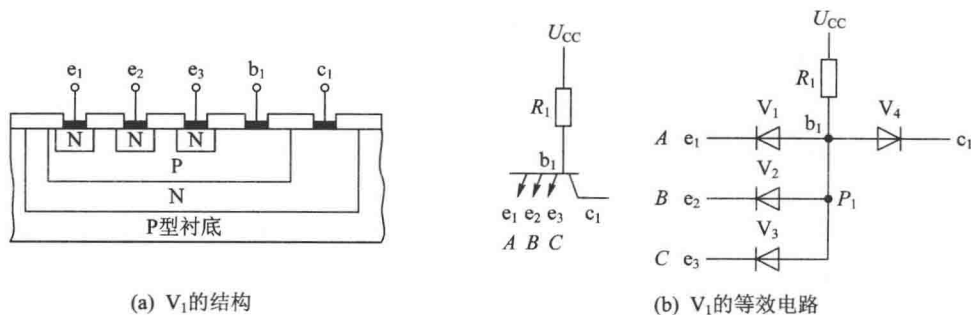 e₁ e₂ e₃ b₁ c₁
N N N
P
N
P型衬底
(a) V₁的结构
U_CC
R₁
b₁
e₁ e₂ e₃ c₁
A B C
U_CC
R₁
V₁ b₁ V₄
A e₁ c₁
V₂
B e₂ P₁
V₃
C e₃
(b) V₁的等效电路